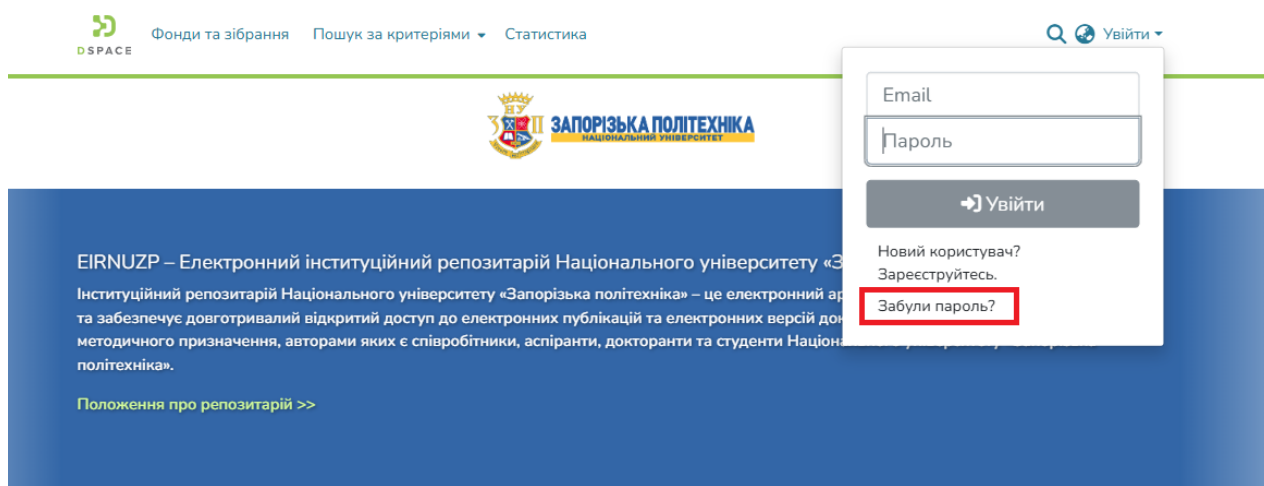 DSPACE
Фонди та зібрання Пошук за критеріями Статистика
Увійти
Email
Пароль
Увійти
Новий користувач?
Зареєструйтесь.
Забули пароль?
НУ
ЗП
ЗАПОРІЗЬКА ПОЛІТЕХНІКА
НАЦІОНАЛЬНИЙ УНІВЕРСИТЕТ
EIRNUZP – Електронний інституційний репозитарій Національного університету «З
Інституційний репозитарій Національного університету «Запорізька політехніка» – це електронний ар
та забезпечує довготривалий відкритий доступ до електронних публікацій та електронних версій док
методичного призначення, авторами яких є співробітники, аспіранти, докторанти та студенти Націона
політехніка».
Положення про репозитарій >>